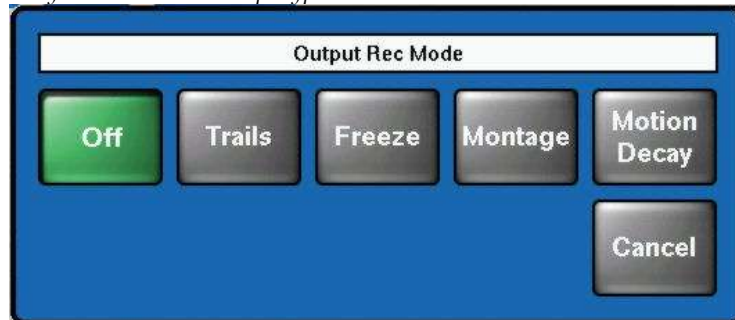 Output Rec Mode
Off
Trails
Freeze
Montage
Motion
Decay
Cancel